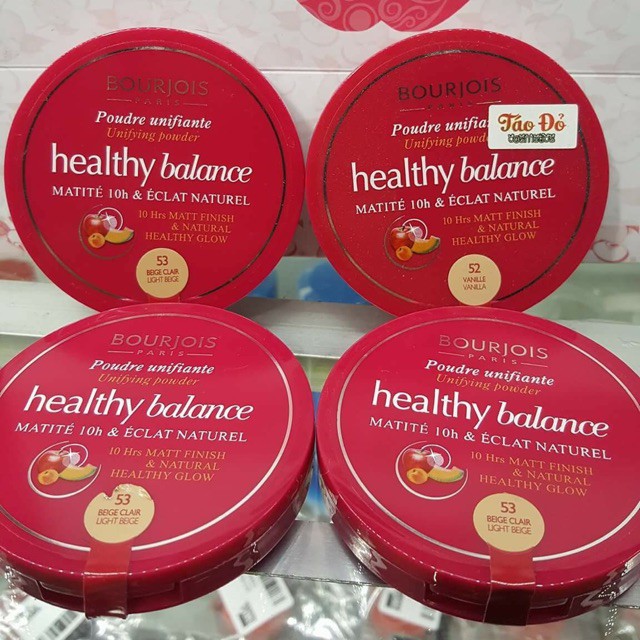 BOURJOIS
PARIS
Poudre unifiante
Unifying powder
healthy balance
MATITÉ 10h & ÉCLAT NATUREL
10 Hrs MATT FINISH
& NATURAL
HEALTHY GLOW
53
BEIGE CLAIR
LIGHT BEIGE
BOURJOIS
PARIS
Poudre unifiante
Unifying powder
Táo Đỏ
healthy balance
MATITÉ 10h & ÉCLAT NATUREL
10 Hrs MATT FINISH
& NATURAL
HEALTHY GLOW
52
VANILLE
VANILLA
BOURJOIS
PARIS
Poudre unifiante
Unifying powder
healthy balance
MATITÉ 10h & ÉCLAT NATUREL
10 Hrs MATT FINISH
& NATURAL
HEALTHY GLOW
53
BEIGE CLAIR
LIGHT BEIGE
BOURJOIS
PARIS
Poudre unifiante
Unifying powder
healthy balance
MATITÉ 10h & ÉCLAT NATUREL
10 Hrs MATT FINISH
& NATURAL
HEALTHY GLOW
53
BEIGE CLAIR
LIGHT BEIGE